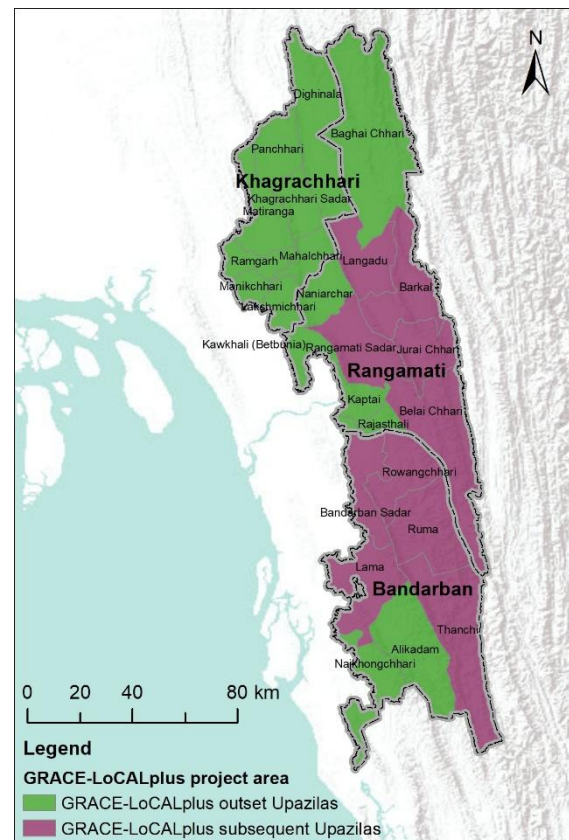 N
Dighinala
Baghai Chhari
Panchhari
Khagrachhari
Khagrachhari Sadar
Matiranga
Mahalchhari
Langadu
Ramgarh
Barkal
Manikchhari
Naniarchar
Lakshmichhari
Kawkhali (Betbunia)
Rangamati Sadar
Jurai Chhari
Rangamati
Kaptai
Belai Chhari
Rajasthali
Rowangchhari
Bandarban Sadar
Ruma
Lama
Bandarban
Thanchi
Alikadam
Naikhongchhari
0 20 40 80 km
Legend
GRACE-LoCALplus project area
GRACE-LoCALplus outset Upazilas
GRACE-LoCALplus subsequent Upazilas